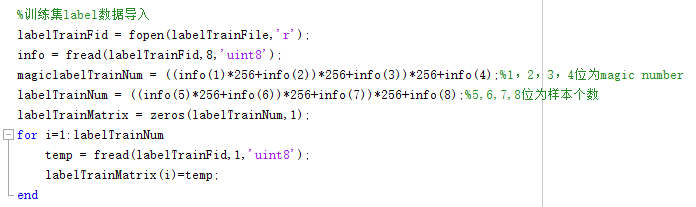 %训练集label数据导入
labelTrainFid = fopen(labelTrainFile,'r');
info = fread(labelTrainFid,8,'uint8');
magiclabelTrainNum = ((info(1)*256+info(2))*256+info(3))*256+info(4);%1，2，3，4位为magic number
labelTrainNum = ((info(5)*256+info(6))*256+info(7))*256+info(8);%5,6,7,8位为样本个数
labelTrainMatrix = zeros(labelTrainNum,1);
for i=1:labelTrainNum
    temp = fread(labelTrainFid,1,'uint8');
    labelTrainMatrix(i)=temp;
end